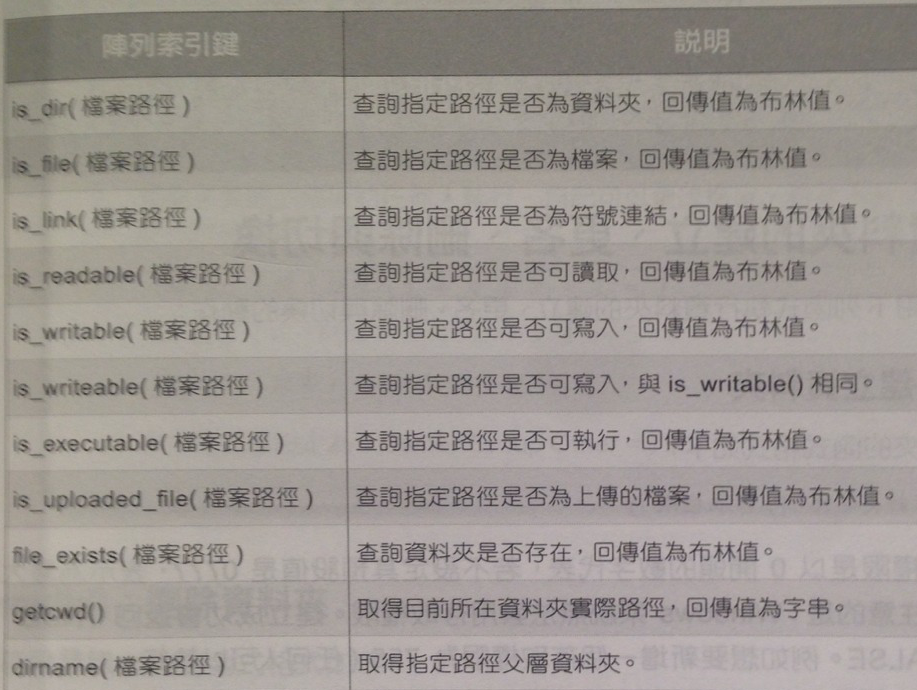 陣列索引鍵 説明
is_dir( 檔案路徑 ) 查詢指定路徑是否為資料夾，回傳值為布林值。
is_file( 檔案路徑 ) 查詢指定路徑是否為檔案，回傳值為布林值。
is_link( 檔案路徑 ) 查詢指定路徑是否為符號連結，回傳值為布林值。
is_readable( 檔案路徑 ) 查詢指定路徑是否可讀取，回傳值為布林值。
is_writable( 檔案路徑 ) 查詢指定路徑是否可寫入，回傳值為布林值。
is_writeable( 檔案路徑 ) 查詢指定路徑是否可寫入，與 is_writable() 相同。
is_executable( 檔案路徑 ) 查詢指定路徑是否可執行，回傳值為布林值。
is_uploaded_file( 檔案路徑 ) 查詢指定路徑是否為上傳的檔案，回傳值為布林值。
file_exists( 檔案路徑 ) 查詢資料夾是否存在，回傳值為布林值。
getcwd() 取得目前所在資料夾實際路徑，回傳值為字串。
dirname( 檔案路徑 ) 取得指定路徑父層資料夾。